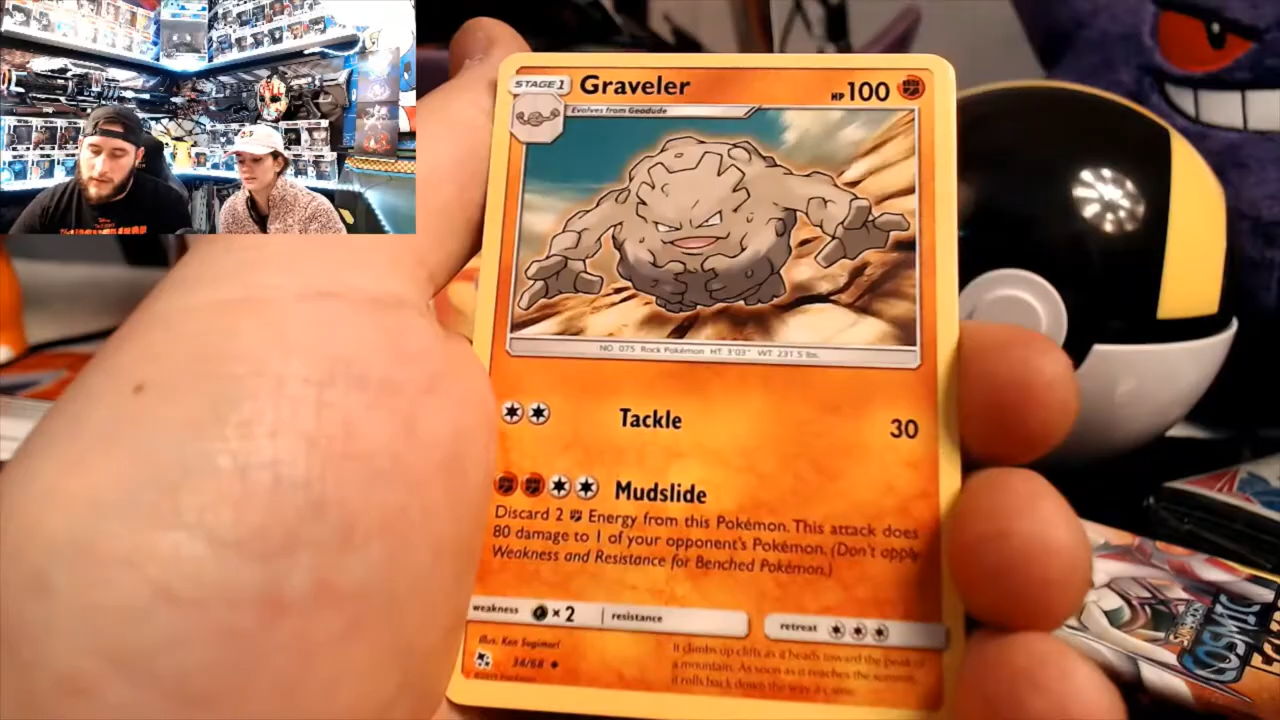 STAGE 1
Graveler
HP 100
Evolves from Geodude
NO. 075 Rock Pokémon HT: 3'03" WT: 231.5 lbs.
Tackle 30
Mudslide
Discard 2 Energy from this Pokémon. This attack does
80 damage to 1 of your opponent's Pokémon. (Don't apply
Weakness and Resistance for Benched Pokémon.)
weakness ×2 resistance
retreat
Illus. Ken Sugimori
34/68
©2019 Pokémon
It climbs up cliffs as it heads toward the peak of
a mountain. As soon as it reaches the summit,
it rolls back down the way it came.
SUN & MOON
COSMIC